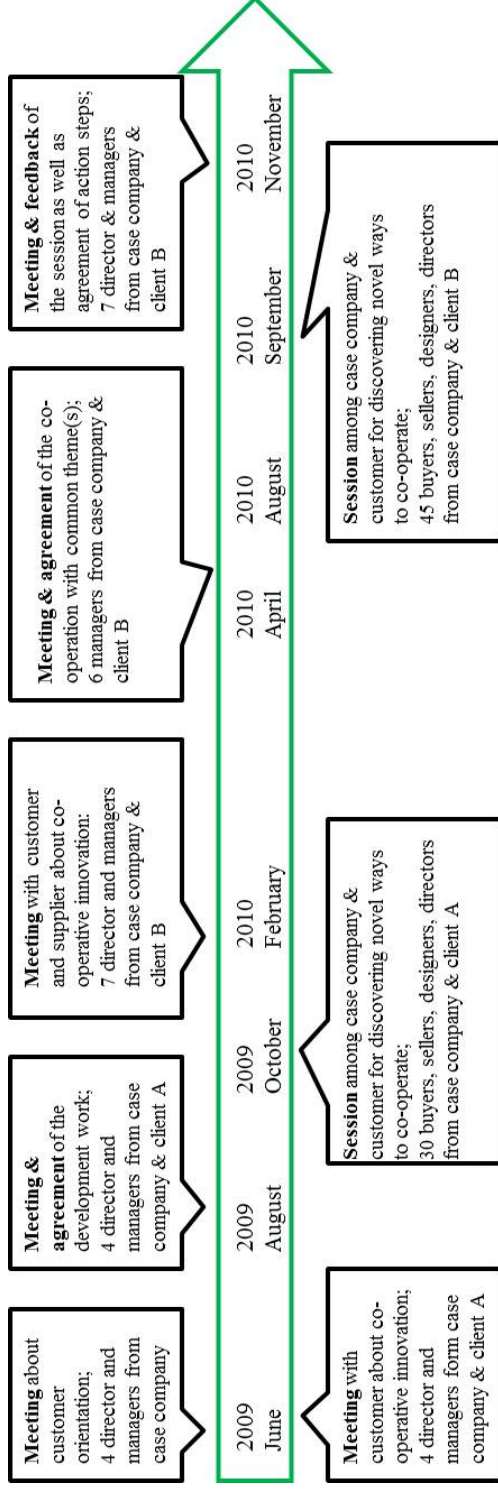 Meeting about
customer
orientation;
4 director and
managers from
case company
Meeting &
agreement of the
development work;
4 director and
managers from case
company & client A
Meeting with customer
and supplier about co-
operative innovation:
7 director and managers
from case company &
client B
Meeting & agreement of the co-
operation with common theme(s);
6 managers from case company &
client B
Meeting & feedback of
the session as well as
agreement of action steps;
7 director & managers
from case company &
client B
2009
June
2009
August
2009
October
2010
February
2010
April
2010
August
2010
September
2010
November
Meeting with
customer about co-
operative innovation;
4 director and
managers form case
company & client A
Session among case company &
customer for discovering novel ways
to co-operate;
30 buyers, sellers, designers, directors
from case company & client A
Session among case company &
customer for discovering novel ways
to co-operate;
45 buyers, sellers, designers, directors
from case company & client B